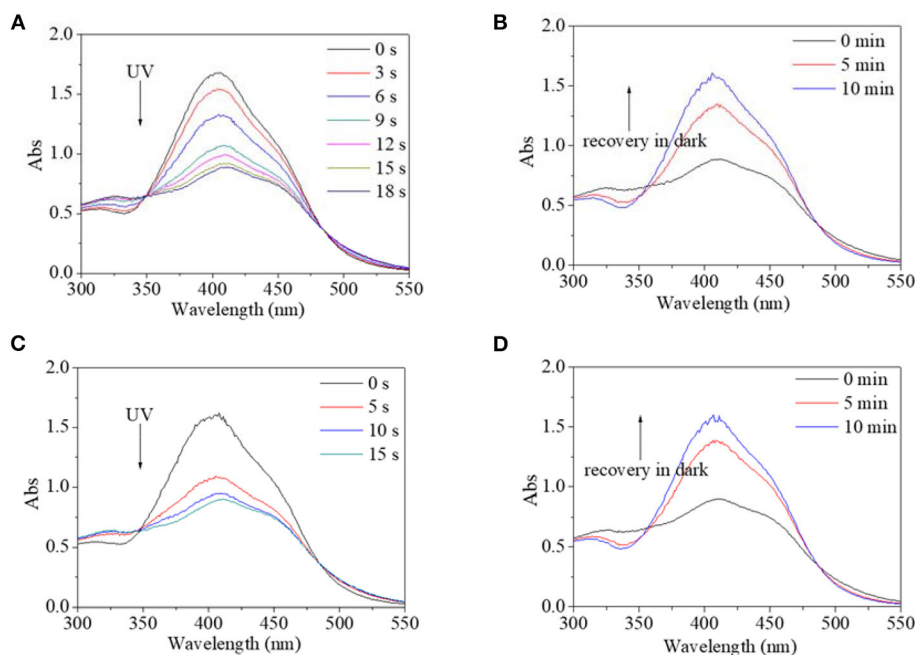 A
2.0
1.5
1.0
0.5
0.0
Abs
UV
0 s
3 s
6 s
9 s
12 s
15 s
18 s
300 350 400 450 500 550
Wavelength (nm)
B
2.0
1.5
1.0
0.5
0.0
Abs
recovery in dark
0 min
5 min
10 min
300 350 400 450 500 550
Wavelength (nm)
C
2.0
1.5
1.0
0.5
0.0
Abs
UV
0 s
5 s
10 s
15 s
300 350 400 450 500 550
Wavelength (nm)
D
2.0
1.5
1.0
0.5
0.0
Abs
recovery in dark
0 min
5 min
10 min
300 350 400 450 500 550
Wavelength (nm)